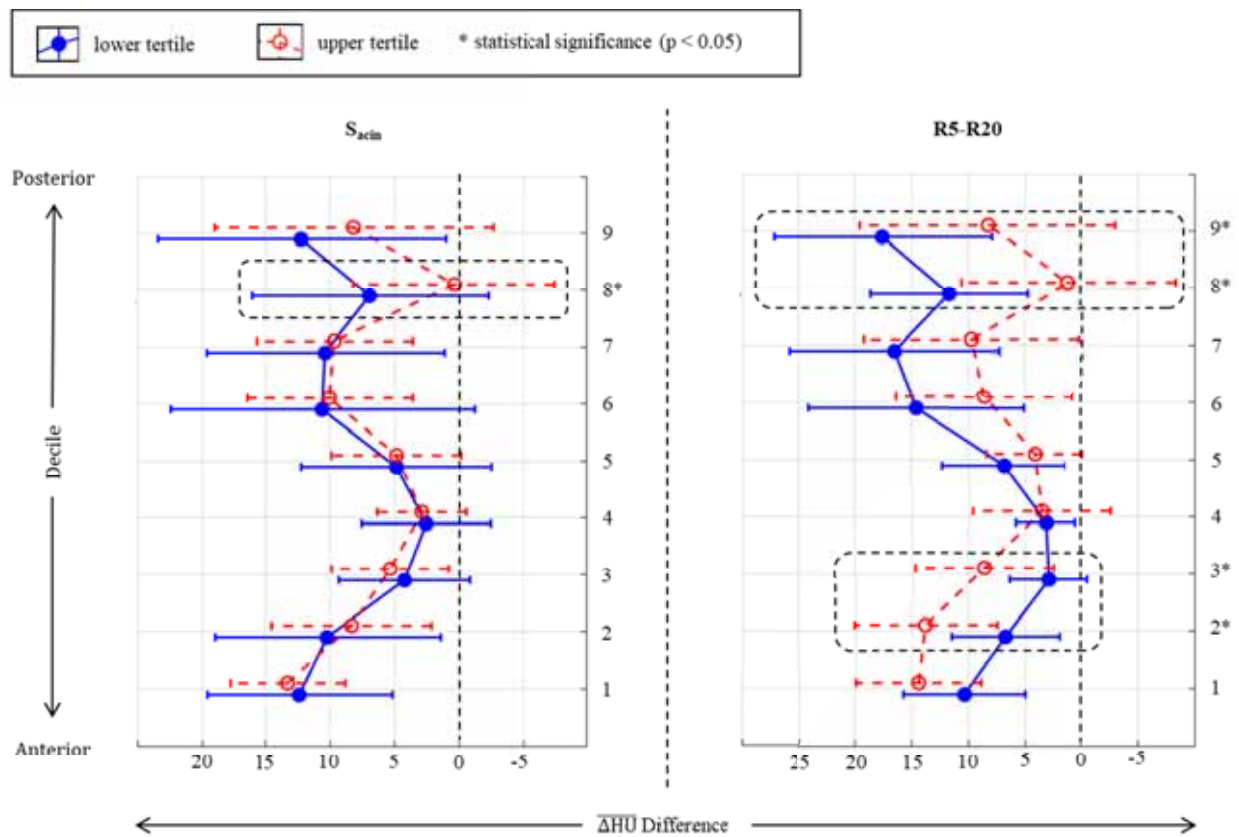 lower tertile upper tertile * statistical significance (p < 0.05)
S_acin R5-R20
Posterior
9 9*
8* 8*
7 7
6 6
Decile
5 5
4 4
3 3*
2 2*
1 1
Anterior
20 15 10 5 0 -5 25 20 15 10 5 0 -5
ΔHU Difference